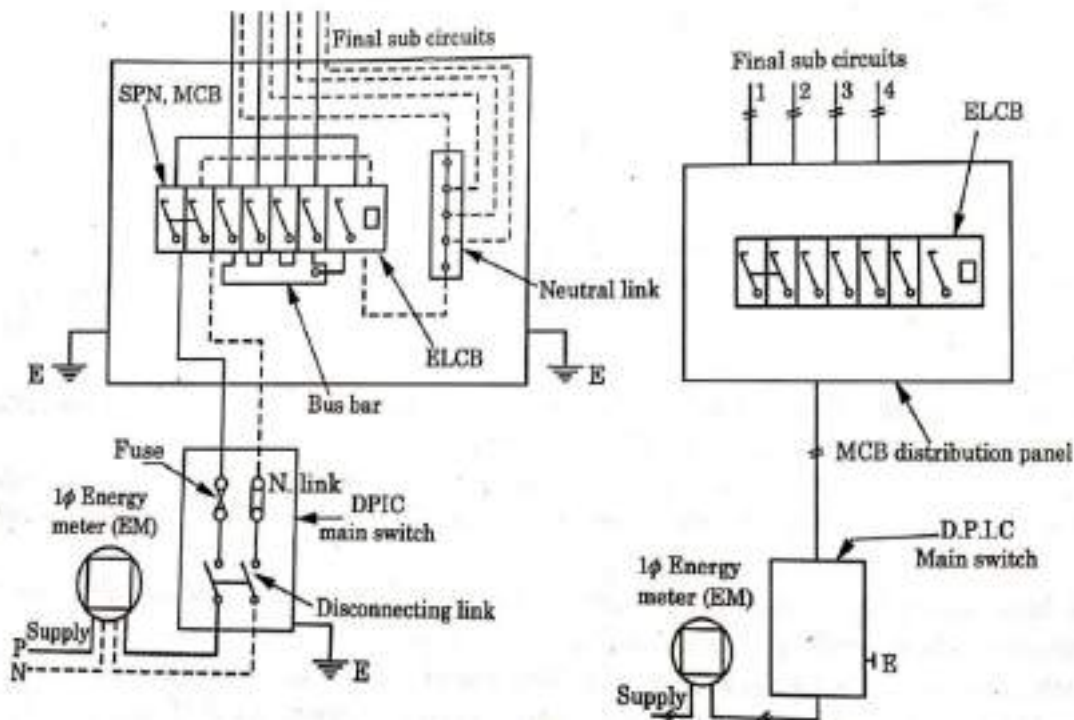 Final sub circuits
SPN, MCB
Neutral link
ELCB
E
E
Bus bar
Fuse
N. link
1ϕ Energy
meter (EM)
DPIC
main switch
Disconnecting link
Supply
P
N
E
Final sub circuits
1 2 3 4
ELCB
MCB distribution panel
D.P.I.C
Main switch
1ϕ Energy
meter (EM)
E
Supply